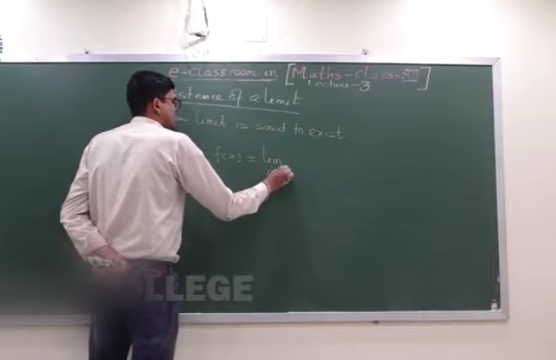 e-classroom-in [Maths-class-XII]
Lecture-3
istence of a limit
limit is said to exist
f(x) = lim
LLEGE